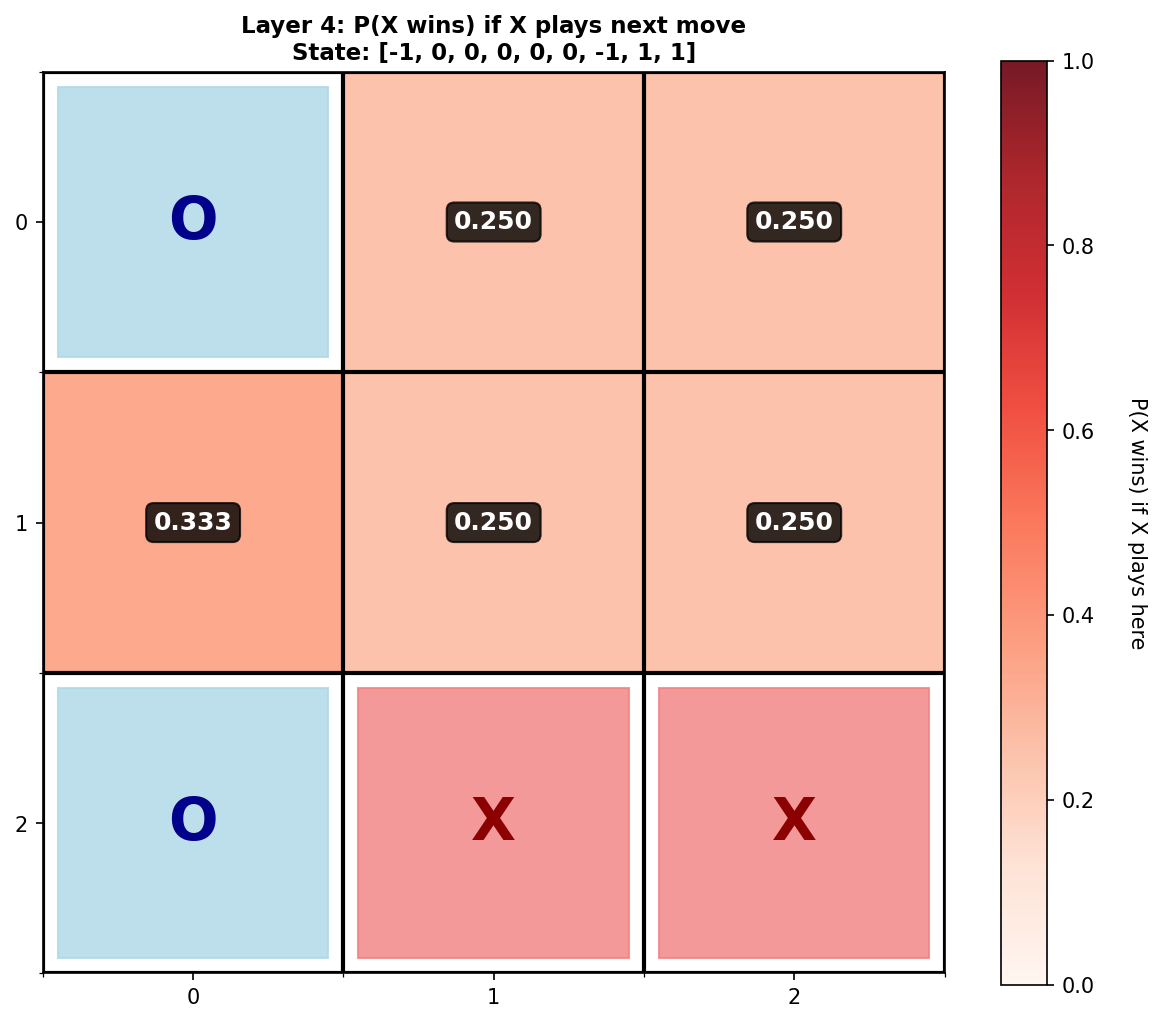 Layer 4: P(X wins) if X plays next move
State: [-1, 0, 0, 0, 0, 0, -1, 1, 1]
0
O
0.250
0.250
1
0.333
0.250
0.250
2
O
X
X
0
1
2
1.0
0.8
0.6
0.4
0.2
0.0
P(X wins) if X plays here